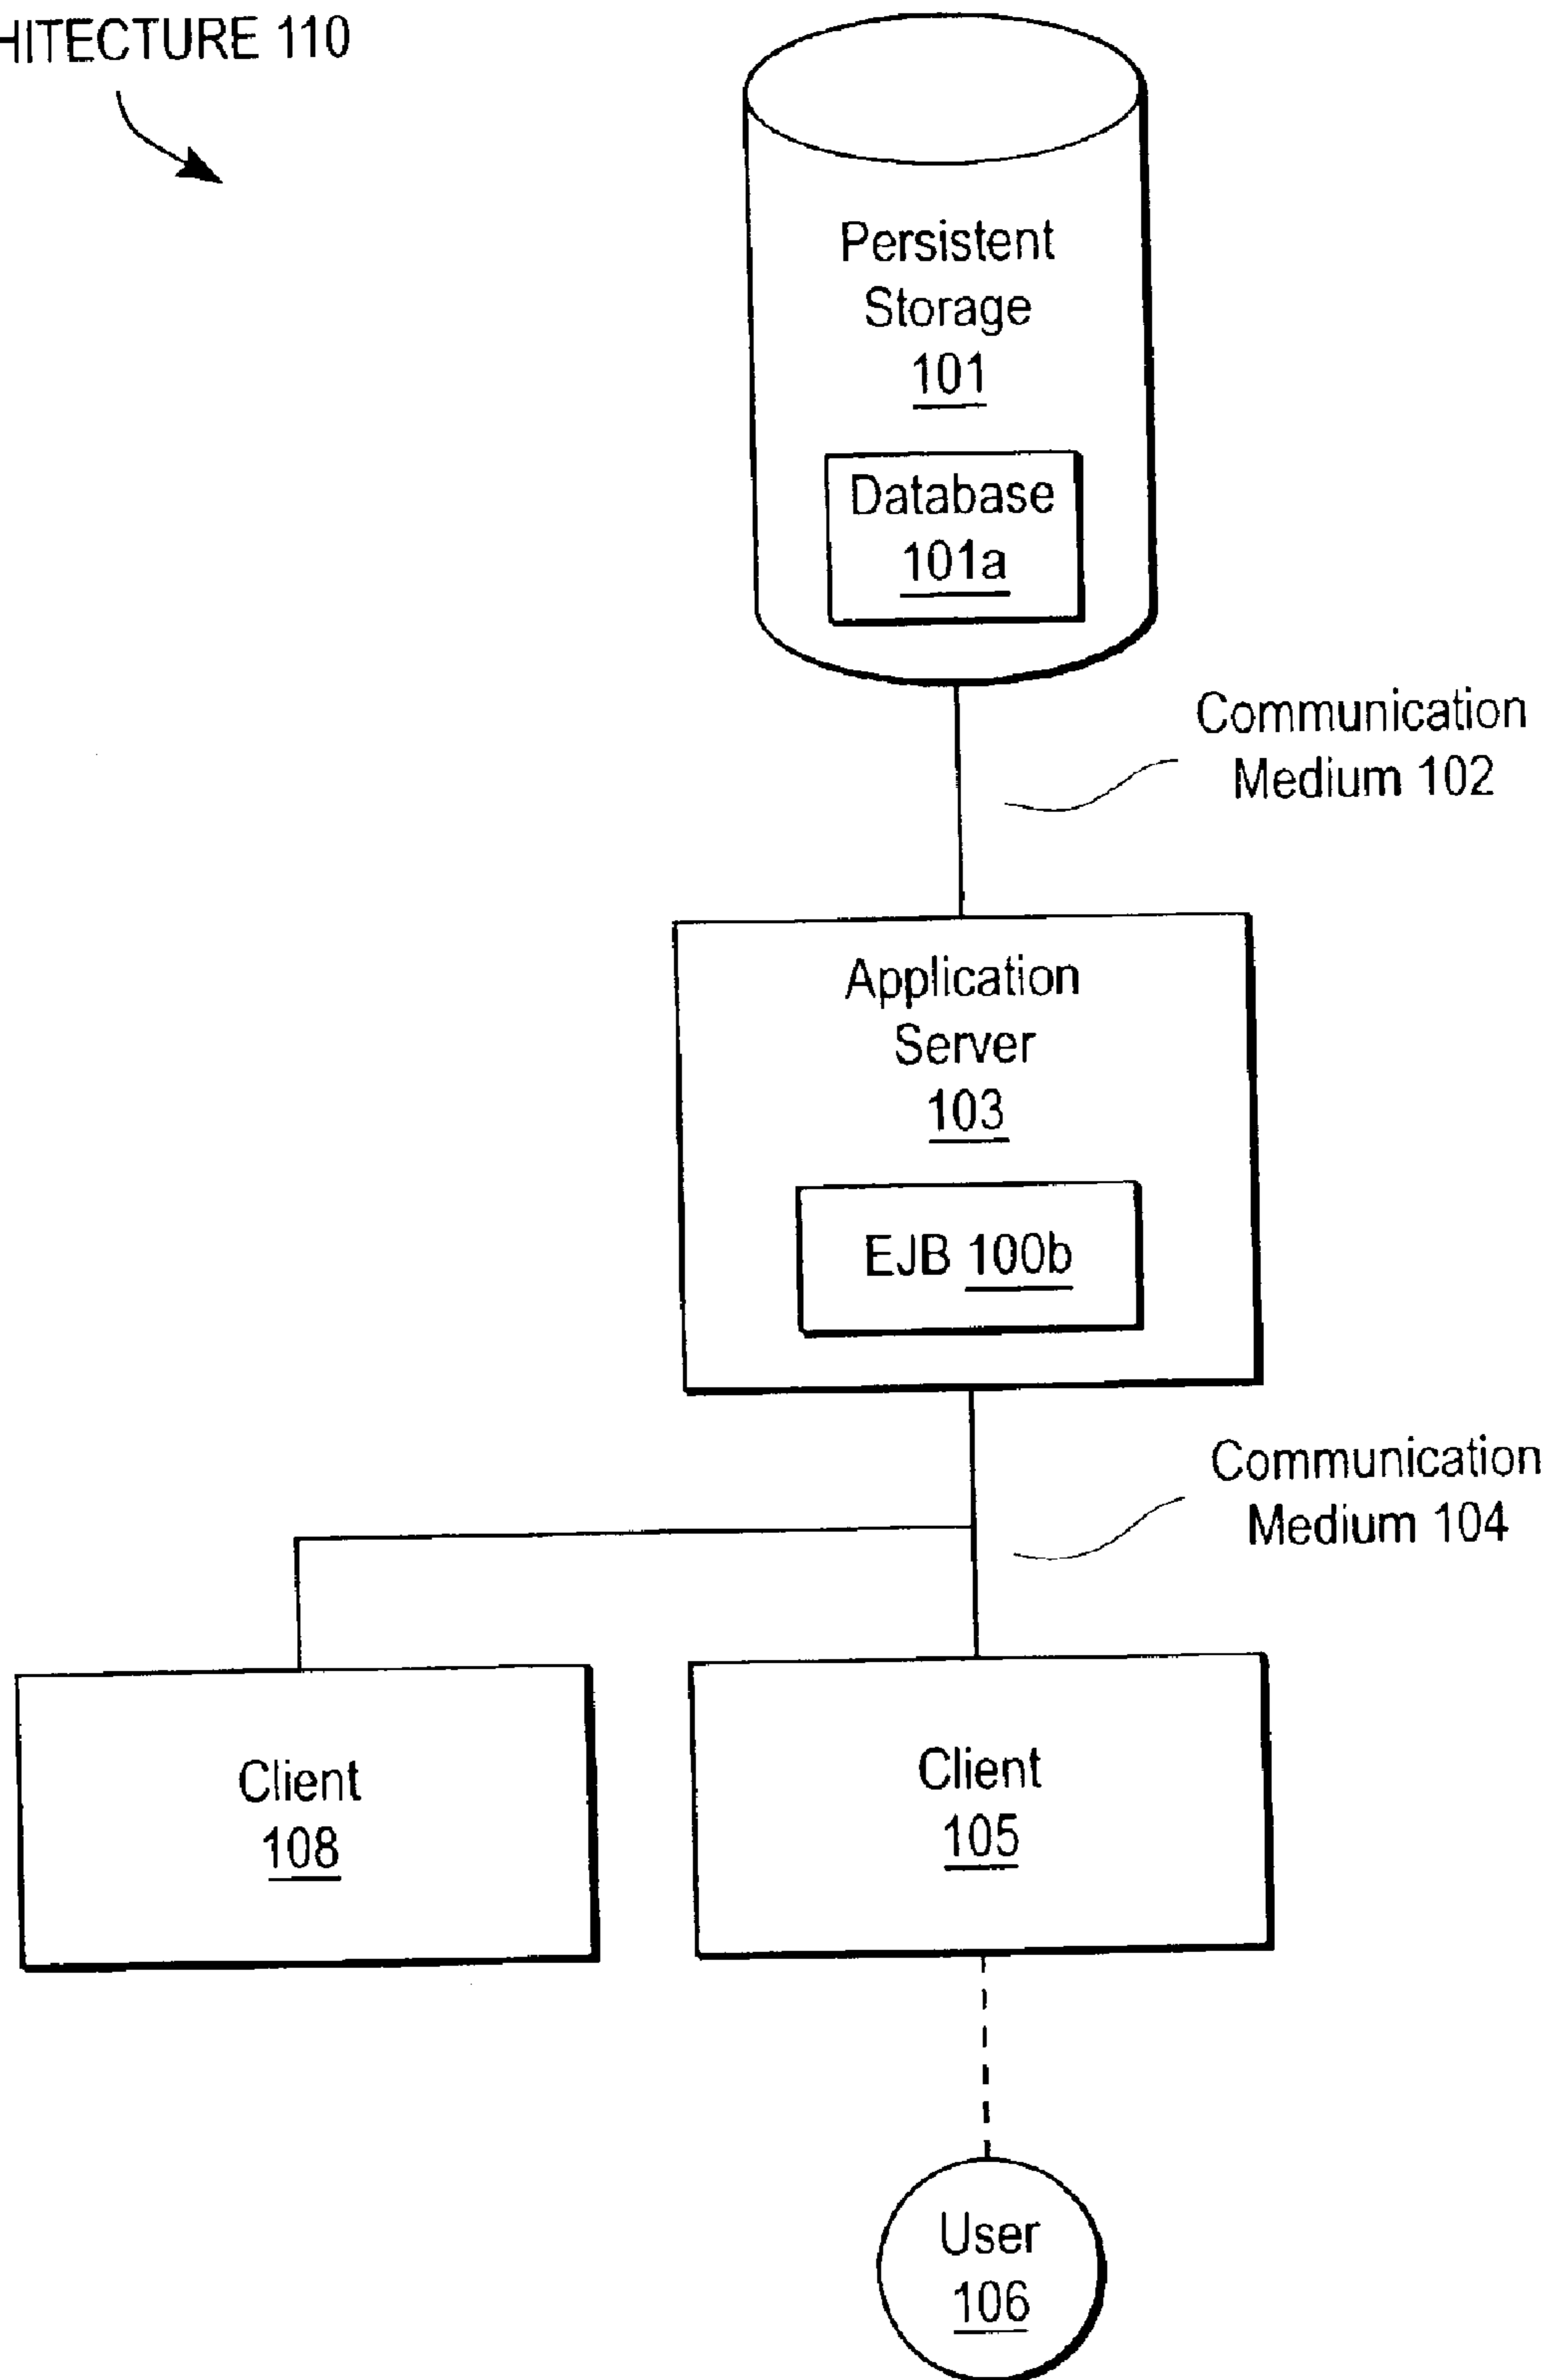 HITECTURE 110
Persistent
Storage
101
Database
101a
Communication
Medium 102
Application
Server
103
EJB 100b
Communication
Medium 104
Client
108
Client
105
User
106